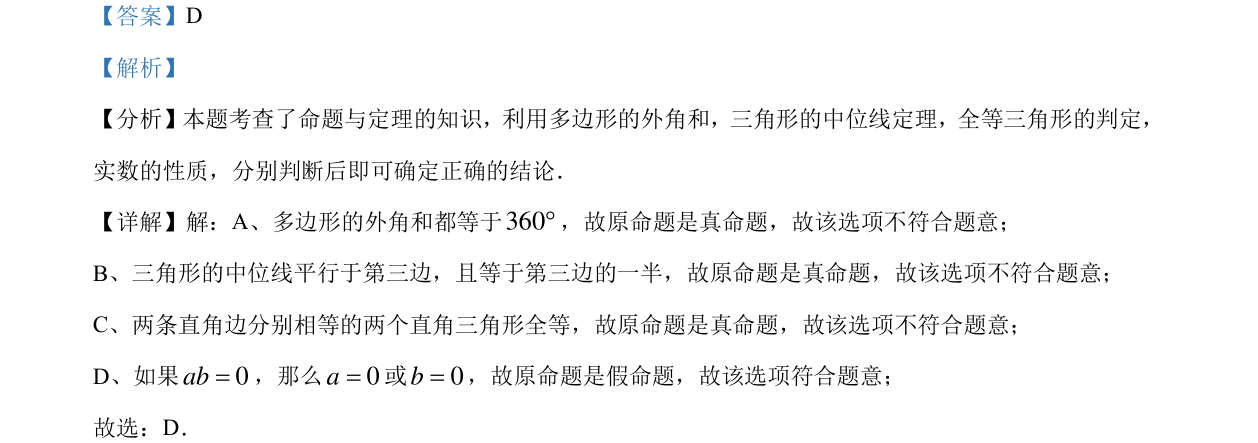 【答案】D
【解析】
【分析】本题考查了命题与定理的知识，利用多边形的外角和，三角形的中位线定理，全等三角形的判定，
实数的性质，分别判断后即可确定正确的结论．
【详解】解：A、多边形的外角和都等于360°，故原命题是真命题，故该选项不符合题意；
B、三角形的中位线平行于第三边，且等于第三边的一半，故原命题是真命题，故该选项不符合题意；
C、两条直角边分别相等的两个直角三角形全等，故原命题是真命题，故该选项不符合题意；
D、如果ab=0，那么a=0或b=0，故原命题是假命题，故该选项符合题意；
故选：D．